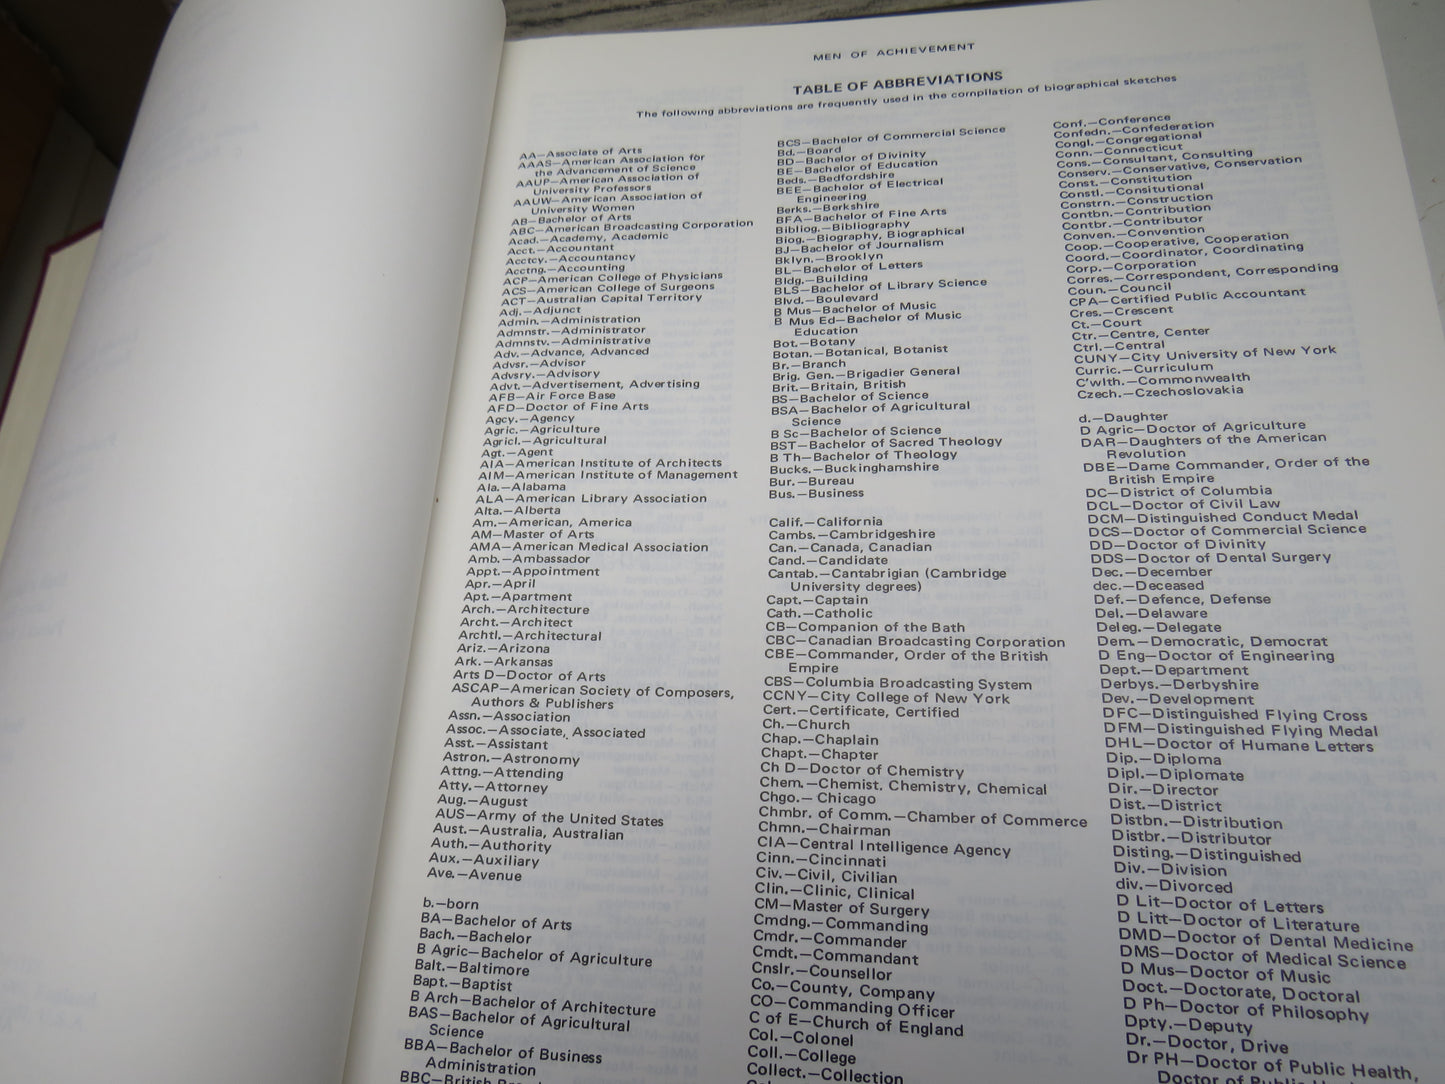 MEN OF ACHIEVEMENT
TABLE OF ABBREVIATIONS
The following abbreviations are frequently used in the compilation of biographical sketches
AA—Associate of Arts
AAAS—American Association for
the Advancement of Science
AAUP—American Association of
University Professors
AAUW—American Association of
University Women
AB—Bachelor of Arts
ABC—American Broadcasting Corporation
Acad.—Academy, Academic
Acct.—Accountant
Acctcy.—Accountancy
Acctng.—Accounting
ACP—American College of Physicians
ACS—American College of Surgeons
ACT—Australian Capital Territory
Adj.—Adjunct
Admin.—Administration
Admnstr.—Administrator
Admnstv.—Administrative
Adv.—Advance, Advanced
Advsr.—Advisor
Advsry.—Advisory
Advt.—Advertisement, Advertising
AFB—Air Force Base
AFD—Doctor of Fine Arts
Agcy.—Agency
Agric.—Agriculture
Agricl.—Agricultural
Agt.—Agent
AIA—American Institute of Architects
AIM—American Institute of Management
Ala.—Alabama
ALA—American Library Association
Alta.—Alberta
Am.—American, America
AM—Master of Arts
AMA—American Medical Association
Amb.—Ambassador
Appt.—Appointment
Apr.—April
Apt.—Apartment
Arch.—Architecture
Archt.—Architect
Archtl.—Architectural
Ariz.—Arizona
Ark.—Arkansas
Arts D—Doctor of Arts
ASCAP—American Society of Composers,
Authors & Publishers
Assn.—Association
Assoc.—Associate, Associated
Asst.—Assistant
Astron.—Astronomy
Attng.—Attending
Atty.—Attorney
Aug.—August
AUS—Army of the United States
Aust.—Australia, Australian
Auth.—Authority
Aux.—Auxiliary
Ave.—Avenue
b.—born
BA—Bachelor of Arts
Bach.—Bachelor
B Agric—Bachelor of Agriculture
Balt.—Baltimore
Bapt.—Baptist
B Arch—Bachelor of Architecture
BAS—Bachelor of Agricultural
Science
BBA—Bachelor of Business
Administration
BBC—British
BCS—Bachelor of Commercial Science
Bd.—Board
BD—Bachelor of Divinity
BE—Bachelor of Education
Beds.—Bedfordshire
BEE—Bachelor of Electrical
Engineering
Berks.—Berkshire
BFA—Bachelor of Fine Arts
Bibliog.—Bibliography
Biog.—Biography, Biographical
BJ—Bachelor of Journalism
Bklyn.—Brooklyn
BL—Bachelor of Letters
Bldg.—Building
BLS—Bachelor of Library Science
Blvd.—Boulevard
B Mus—Bachelor of Music
B Mus Ed—Bachelor of Music
Education
Bot.—Botany
Botan.—Botanical, Botanist
Br.—Branch
Brig. Gen.—Brigadier General
Brit.—Britain, British
BS—Bachelor of Science
BSA—Bachelor of Agricultural
Science
B Sc—Bachelor of Science
BST—Bachelor of Sacred Theology
B Th—Bachelor of Theology
Bucks.—Buckinghamshire
Bur.—Bureau
Bus.—Business
Calif.—California
Cambs.—Cambridgeshire
Can.—Canada, Canadian
Cand.—Candidate
Cantab.—Cantabrigian (Cambridge
University degrees)
Capt.—Captain
Cath.—Catholic
CB—Companion of the Bath
CBC—Canadian Broadcasting Corporation
CBE—Commander, Order of the British
Empire
CBS—Columbia Broadcasting System
CCNY—City College of New York
Cert.—Certificate, Certified
Ch.—Church
Chap.—Chaplain
Chapt.—Chapter
Ch D—Doctor of Chemistry
Chem.—Chemist, Chemistry, Chemical
Chgo.— Chicago
Chmbr. of Comm.—Chamber of Commerce
Chmn.—Chairman
CIA—Central Intelligence Agency
Cinn.—Cincinnati
Civ.—Civil, Civilian
Clin.—Clinic, Clinical
CM—Master of Surgery
Cmdng.—Commanding
Cmdr.—Commander
Cmdt.—Commandant
Cnslr.—Counsellor
Co.—County, Company
CO—Commanding Officer
C of E—Church of England
Col.—Colonel
Coll.—College
Collect.—Collection
Conf.—Conference
Confedn.—Confederation
Congl.—Congregational
Conn.—Connecticut
Cons.—Consultant, Consulting
Conserv.—Conservative, Conservation
Const.—Constitution
Constl.—Consitutional
Constrn.—Construction
Contbn.—Contribution
Contbr.—Contributor
Conven.—Convention
Coop.—Cooperative, Cooperation
Coord.—Coordinator, Coordinating
Corp.—Corporation
Corres.—Correspondent, Corresponding
Coun.—Council
CPA—Certified Public Accountant
Cres.—Crescent
Ct.—Court
Ctr.—Centre, Center
Ctrl.—Central
CUNY—City University of New York
Curric.—Curriculum
C'wlth.—Commonwealth
Czech.—Czechoslovakia
d.—Daughter
D Agric—Doctor of Agriculture
DAR—Daughters of the American
Revolution
DBE—Dame Commander, Order of the
British Empire
DC—District of Columbia
DCL—Doctor of Civil Law
DCM—Distinguished Conduct Medal
DCS—Doctor of Commercial Science
DD—Doctor of Divinity
DDS—Doctor of Dental Surgery
Dec.—December
dec.—Deceased
Def.—Defence, Defense
Del.—Delaware
Deleg.—Delegate
Dem.—Democratic, Democrat
D Eng—Doctor of Engineering
Dept.—Department
Derbys.—Derbyshire
Dev.—Development
DFC—Distinguished Flying Cross
DFM—Distinguished Flying Medal
DHL—Doctor of Humane Letters
Dip.—Diploma
Dipl.—Diplomate
Dir.—Director
Dist.—District
Distbn.—Distribution
Distbr.—Distributor
Disting.—Distinguished
Div.—Division
div.—Divorced
D Lit—Doctor of Letters
D Litt—Doctor of Literature
DMD—Doctor of Dental Medicine
DMS—Doctor of Medical Science
D Mus—Doctor of Music
Doct.—Doctorate, Doctoral
D Ph—Doctor of Philosophy
Dpty.—Deputy
Dr.—Doctor, Drive
Dr PH—Doctor of Public Health,
Doctor of Public